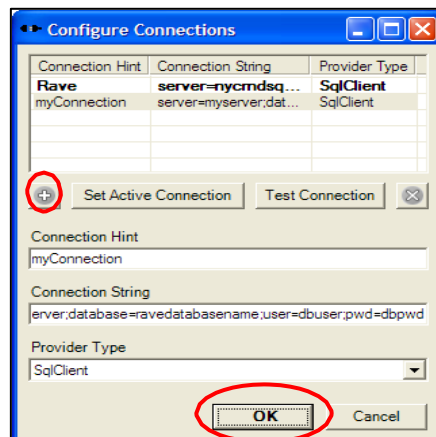 Configure Connections
Connection Hint Connection String Provider Type
Rave server=nycrndsq... SqlClient
myConnection server=myserver;dat... SqlClient
Set Active Connection Test Connection
Connection Hint
myConnection
Connection String
erver;database=ravedatabasename;user=dbuser;pwd=dbpwd
Provider Type
SqlClient
OK Cancel